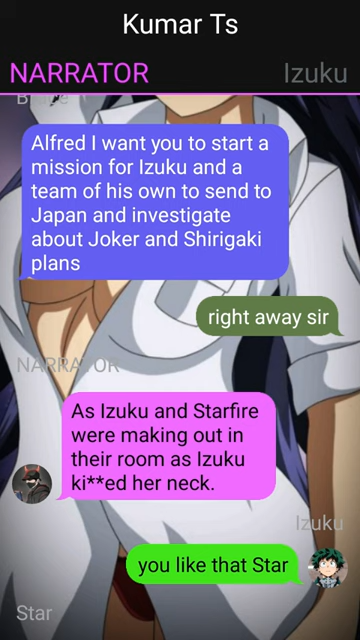 Kumar Ts
NARRATOR
Izuku
Bruce
Alfred I want you to start a
mission for Izuku and a
team of his own to send to
Japan and investigate
about Joker and Shirigaki
plans
right away sir
NARRATOR
As Izuku and Starfire
were making out in
their room as Izuku
ki**ed her neck.
Izuku
you like that Star
Star